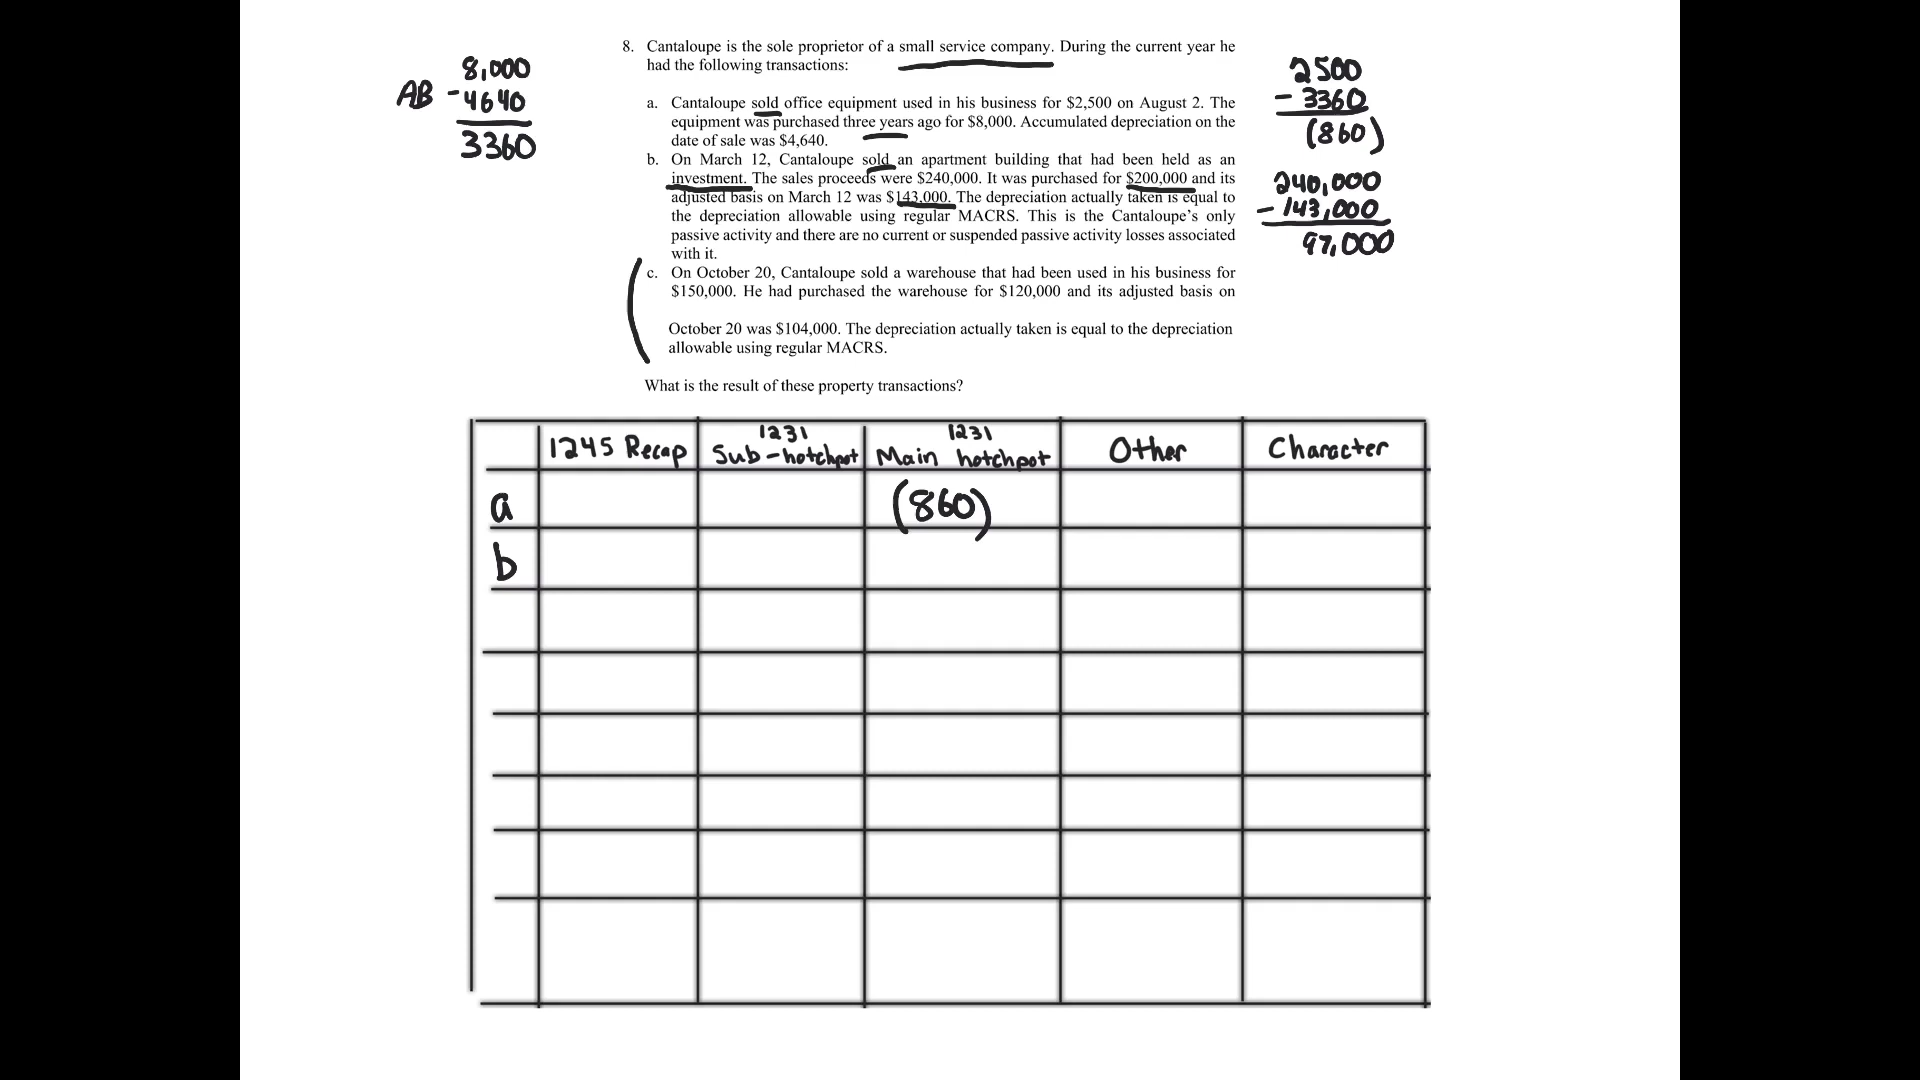 8. Cantaloupe is the sole proprietor of a small service company. During the current year he
had the following transactions:
8,000
AB - 4640
3360
a. Cantaloupe sold office equipment used in his business for $2,500 on August 2. The
equipment was purchased three years ago for $8,000. Accumulated depreciation on the
date of sale was $4,640.
b. On March 12, Cantaloupe sold an apartment building that had been held as an
investment. The sales proceeds were $240,000. It was purchased for $200,000 and its
adjusted basis on March 12 was $143,000. The depreciation actually taken is equal to
the depreciation allowable using regular MACRS. This is the Cantaloupe's only
passive activity and there are no current or suspended passive activity losses associated
with it.
c. On October 20, Cantaloupe sold a warehouse that had been used in his business for
$150,000. He had purchased the warehouse for $120,000 and its adjusted basis on
October 20 was $104,000. The depreciation actually taken is equal to the depreciation
allowable using regular MACRS.
What is the result of these property transactions?
2500
- 3360
(860)
240,000
- 143,000
97,000
1245 Recap
1231
Sub-hotchpot
1231
Main hotchpot
Other
Character
a (860)
b